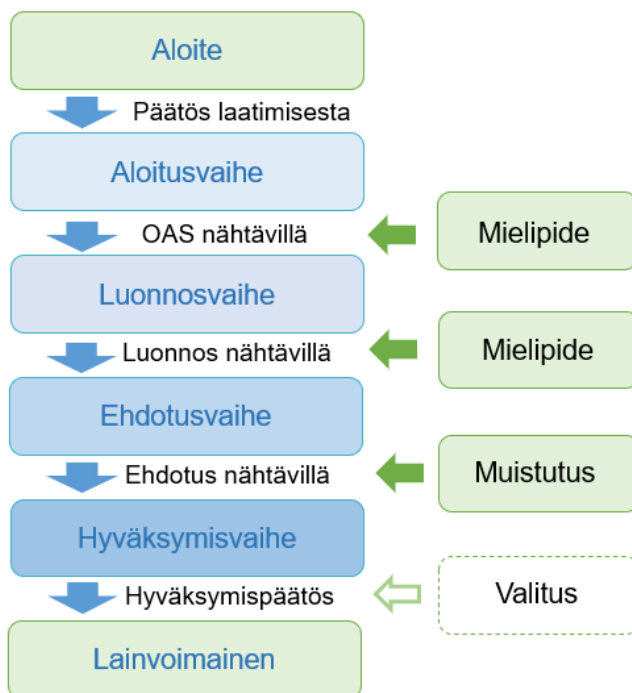 Aloite
Päätös laatimisesta
Aloitusvaihe
OAS nähtävillä
Mielipide
Luonnosvaihe
Luonnos nähtävillä
Mielipide
Ehdotusvaihe
Ehdotus nähtävillä
Muistutus
Hyväksymisvaihe
Hyväksymispäätös
Valitus
Lainvoimainen